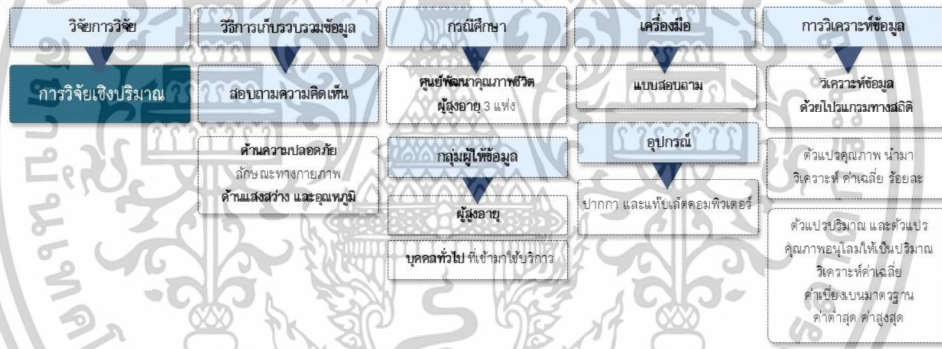 วิจัยการวิจัย
วิธีการเก็บรวบรวมข้อมูล
กรณีศึกษา
เครื่องมือ
การวิเคราะห์ข้อมูล
การวิจัยเชิงปริมาณ
สอบถามความคิดเห็น
ด้านความปลอดภัย
ลักษณะทางกายภาพ
ด้านแสงสว่าง และอุณหภูมิ
ศูนย์พัฒนาคุณภาพชีวิต
ผู้สูงอายุ 3 แห่ง
กลุ่มผู้ให้ข้อมูล
ผู้สูงอายุ
บุคคลทั่วไป ที่เข้ามาใช้บริการ
แบบสอบถาม
อุปกรณ์
ปากกา และแท๊บเล็ตคอมพิวเตอร์
วิเคราะห์ข้อมูล
ด้วยโปรแกรมทางสถิติ
ตัวแปรคุณภาพ นำมา
วิเคราะห์ ค่าเฉลี่ย ร้อยละ
ตัวแปรปริมาณ และตัวแปร
คุณภาพอนุโลมให้เป็นปริมาณ
วิเคราะห์ค่าเฉลี่ย
ค่าเบี่ยงเบนมาตรฐาน
ค่าต่ำสุด ค่าสูงสุด